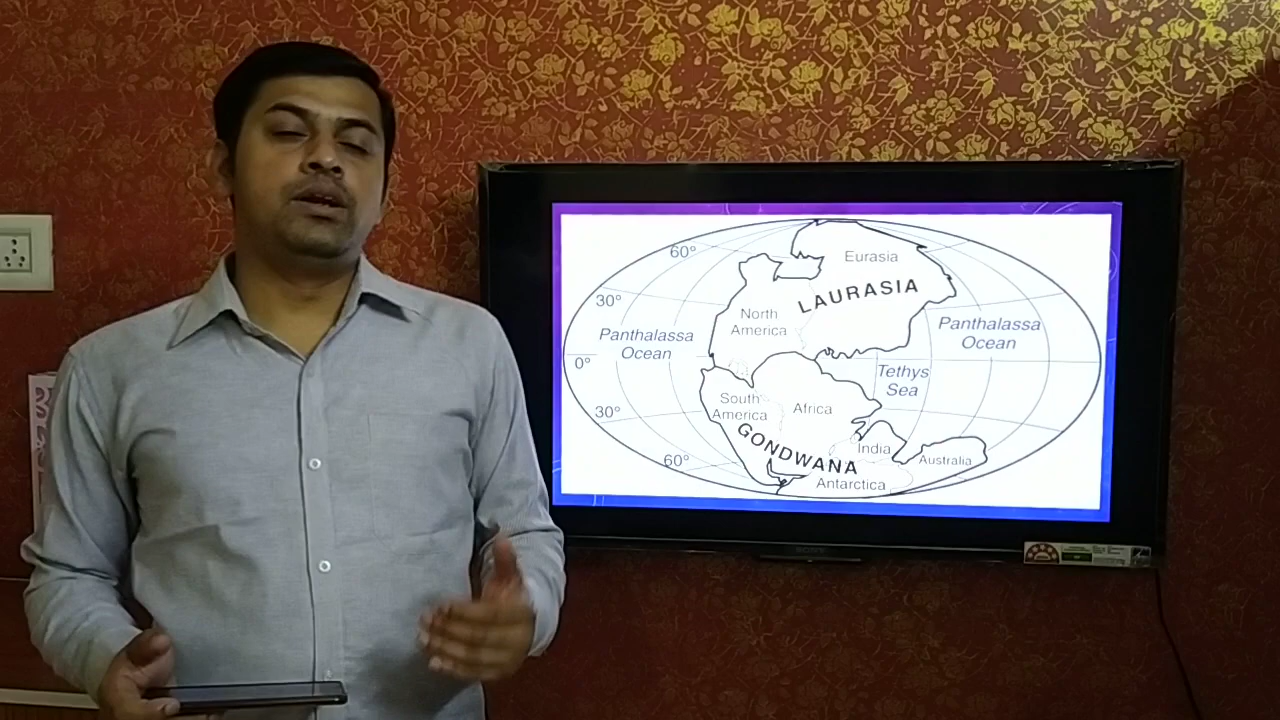 60°
Eurasia
30°
LAURASIA
North
America
Panthalassa
Ocean
Panthalassa
Ocean
0°
Tethys
Sea
South
America
Africa
30°
GONDWANA
India
Australia
60°
Antarctica
SONY